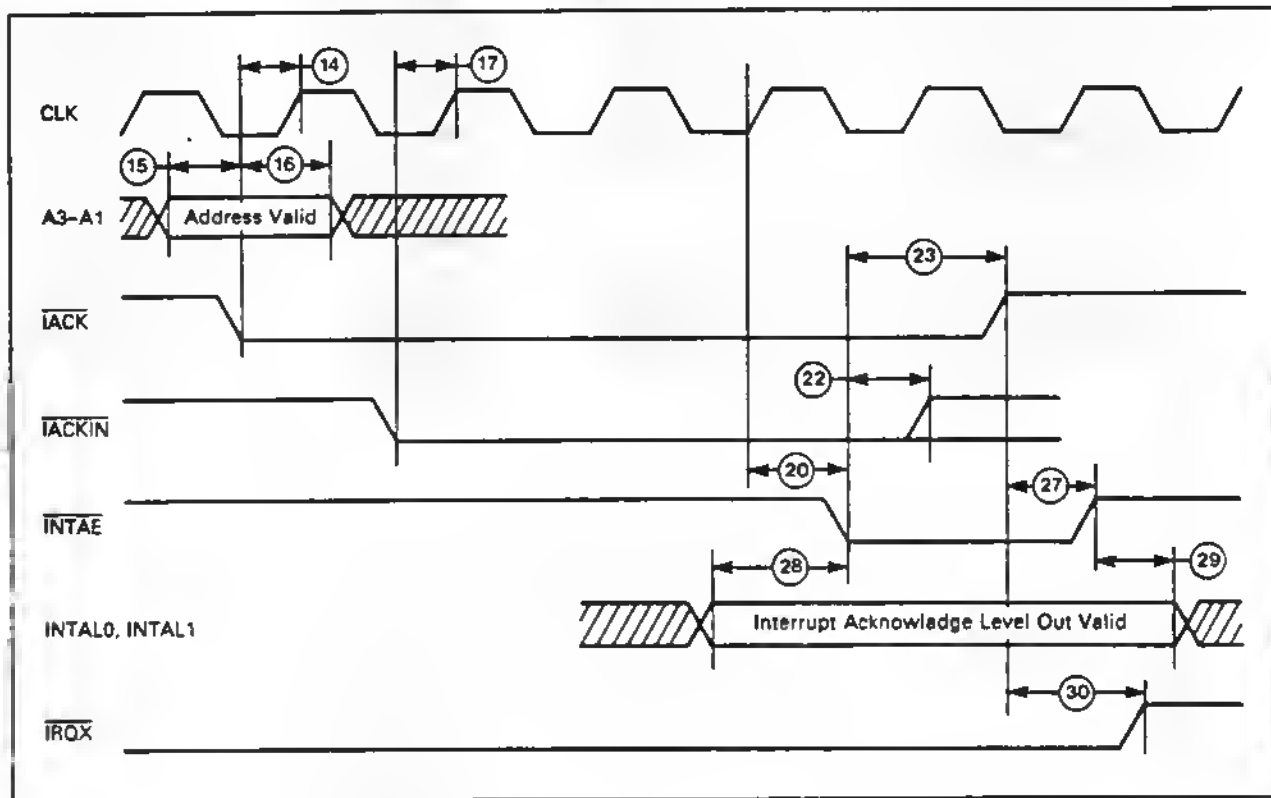 14
17
CLK
15
16
A3-A1
Address Valid
23
IACK
22
IACKIN
20
27
INTAE
28
29
INTAL0, INTAL1
Interrupt Acknowladge Level Out Valid
30
IRQX